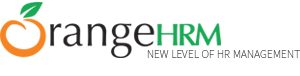 OrangeHRM
NEW LEVEL OF HR MANAGEMENT